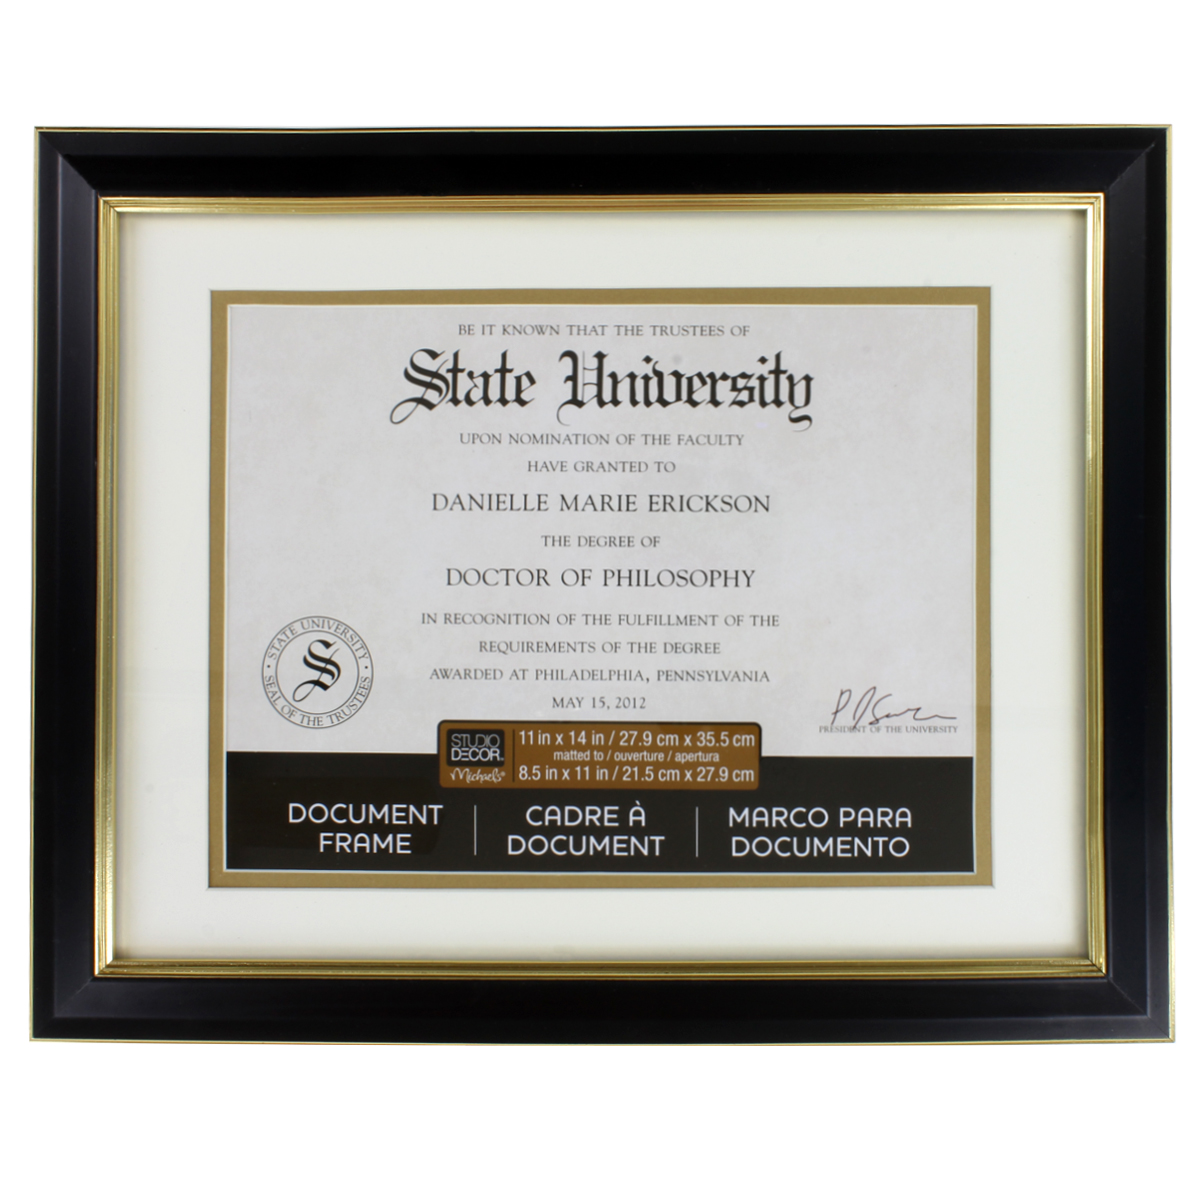 BE IT KNOWN THAT THE TRUSTEES OF
State University
UPON NOMINATION OF THE FACULTY
HAVE GRANTED TO
DANIELLE MARIE ERICKSON
THE DEGREE OF
DOCTOR OF PHILOSOPHY
IN RECOGNITION OF THE FULFILLMENT OF THE
REQUIREMENTS OF THE DEGREE
AWARDED AT PHILADELPHIA, PENNSYLVANIA
MAY 15, 2012
STATE UNIVERSITY
S
SEAL OF THE TRUSTEES
PRESIDENT OF THE UNIVERSITY
STUDIO
DECOR
Michaels
11 in x 14 in / 27.9 cm x 35.5 cm
matted to / ouverture / apertura
8.5 in x 11 in / 21.5 cm x 27.9 cm
DOCUMENT
FRAME
CADRE À
DOCUMENT
MARCO PARA
DOCUMENTO